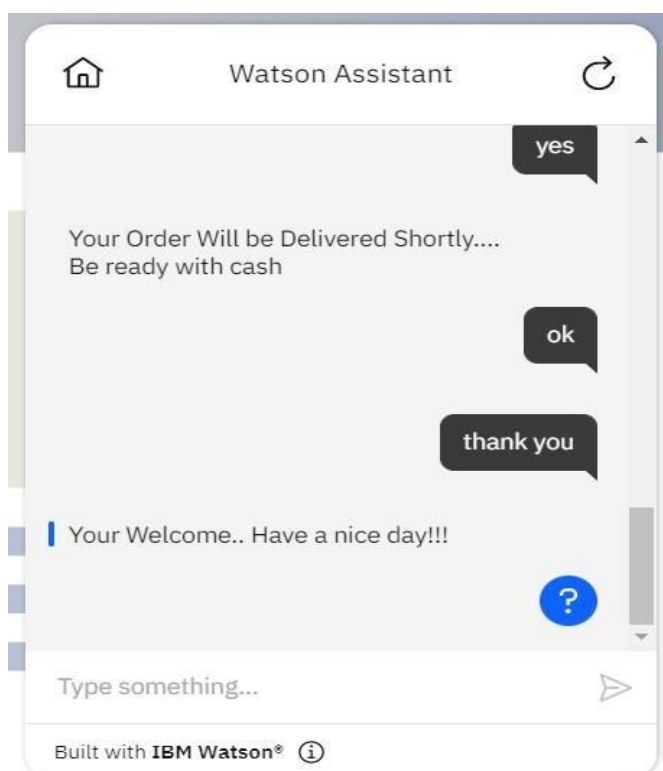 Watson Assistant
yes
Your Order Will be Delivered Shortly....
Be ready with cash
ok
thank you
Your Welcome.. Have a nice day!!!
?
Type something...
Built with IBM Watson®